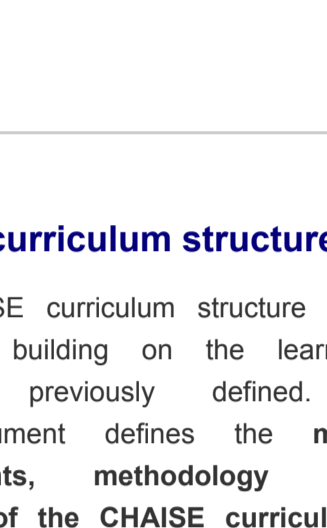 curriculum structure
SE curriculum structure
building on the lear
previously defined.
ument defines the m
ts, methodology
of the CHAISE curricul